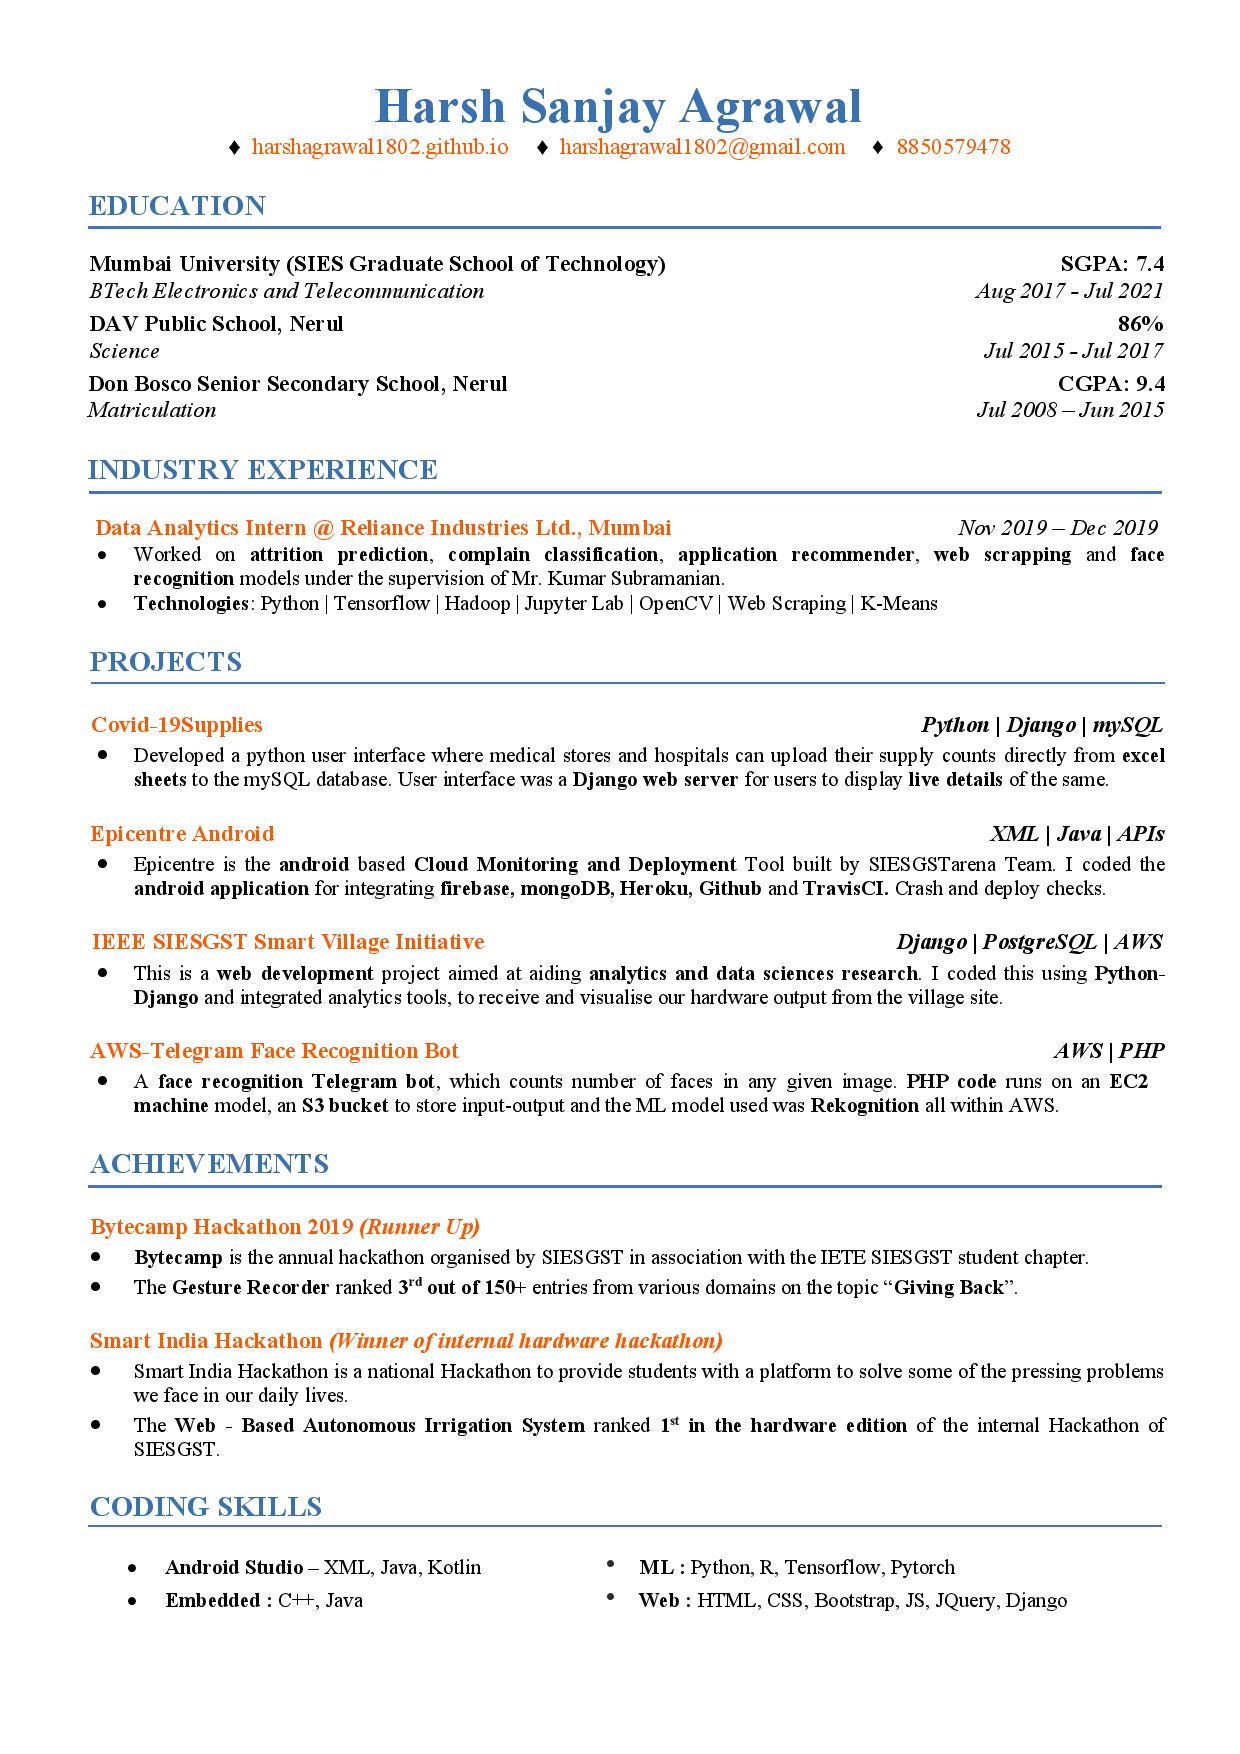 Harsh Sanjay Agrawal
♦ harshagrawal1802.github.io ♦ harshagrawal1802@gmail.com ♦ 8850579478
EDUCATION
Mumbai University (SIES Graduate School of Technology) SGPA: 7.4
BTech Electronics and Telecommunication Aug 2017 - Jul 2021
DAV Public School, Nerul 86%
Science Jul 2015 - Jul 2017
Don Bosco Senior Secondary School, Nerul CGPA: 9.4
Matriculation Jul 2008 – Jun 2015
INDUSTRY EXPERIENCE
Data Analytics Intern @ Reliance Industries Ltd., Mumbai Nov 2019 – Dec 2019
● Worked on attrition prediction, complain classification, application recommender, web scrapping and face
recognition models under the supervision of Mr. Kumar Subramanian.
● Technologies: Python | Tensorflow | Hadoop | Jupyter Lab | OpenCV | Web Scraping | K-Means
PROJECTS
Covid-19Supplies Python | Django | mySQL
● Developed a python user interface where medical stores and hospitals can upload their supply counts directly from excel
sheets to the mySQL database. User interface was a Django web server for users to display live details of the same.
Epicentre Android XML | Java | APIs
● Epicentre is the android based Cloud Monitoring and Deployment Tool built by SIESGSTarena Team. I coded the
android application for integrating firebase, mongoDB, Heroku, Github and TravisCI. Crash and deploy checks.
IEEE SIESGST Smart Village Initiative Django | PostgreSQL | AWS
● This is a web development project aimed at aiding analytics and data sciences research. I coded this using Python-
Django and integrated analytics tools, to receive and visualise our hardware output from the village site.
AWS-Telegram Face Recognition Bot AWS | PHP
● A face recognition Telegram bot, which counts number of faces in any given image. PHP code runs on an EC2
machine model, an S3 bucket to store input-output and the ML model used was Rekognition all within AWS.
ACHIEVEMENTS
Bytecamp Hackathon 2019 (Runner Up)
● Bytecamp is the annual hackathon organised by SIESGST in association with the IETE SIESGST student chapter.
● The Gesture Recorder ranked 3rd out of 150+ entries from various domains on the topic “Giving Back”.
Smart India Hackathon (Winner of internal hardware hackathon)
● Smart India Hackathon is a national Hackathon to provide students with a platform to solve some of the pressing problems
we face in our daily lives.
● The Web - Based Autonomous Irrigation System ranked 1st in the hardware edition of the internal Hackathon of
SIESGST.
CODING SKILLS
● Android Studio – XML, Java, Kotlin ● ML : Python, R, Tensorflow, Pytorch
● Embedded : C++, Java ● Web : HTML, CSS, Bootstrap, JS, JQuery, Django